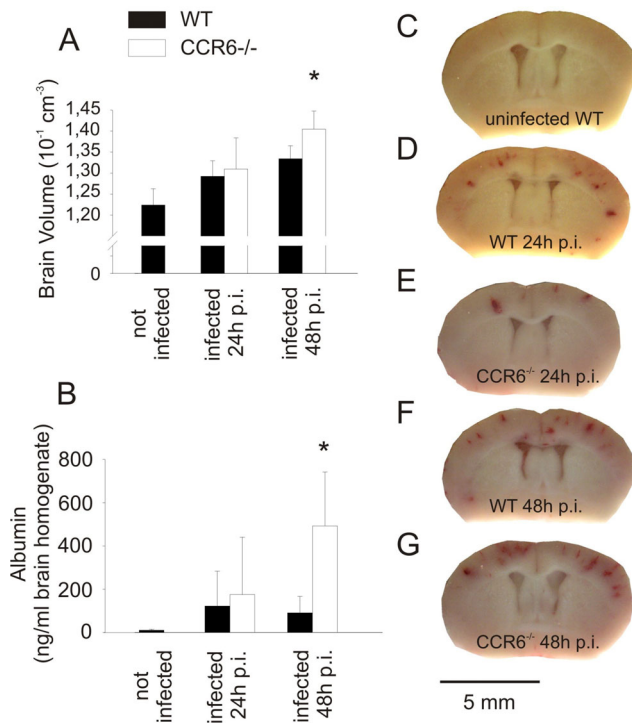 A
WT
CCR6-/-
*
Brain Volume (10⁻¹ cm⁻³)
1,45
1,40
1,35
1,30
1,25
1,20
0
not
infected
infected
24h p.i.
infected
48h p.i.
B
*
Albumin
(ng/ml brain homogenate)
800
600
400
200
0
not
infected
infected
24h p.i.
infected
48h p.i.
C
uninfected WT
D
WT 24h p.i.
E
CCR6⁻/⁻ 24h p.i.
F
WT 48h p.i.
G
CCR6⁻/⁻ 48h p.i.
5 mm